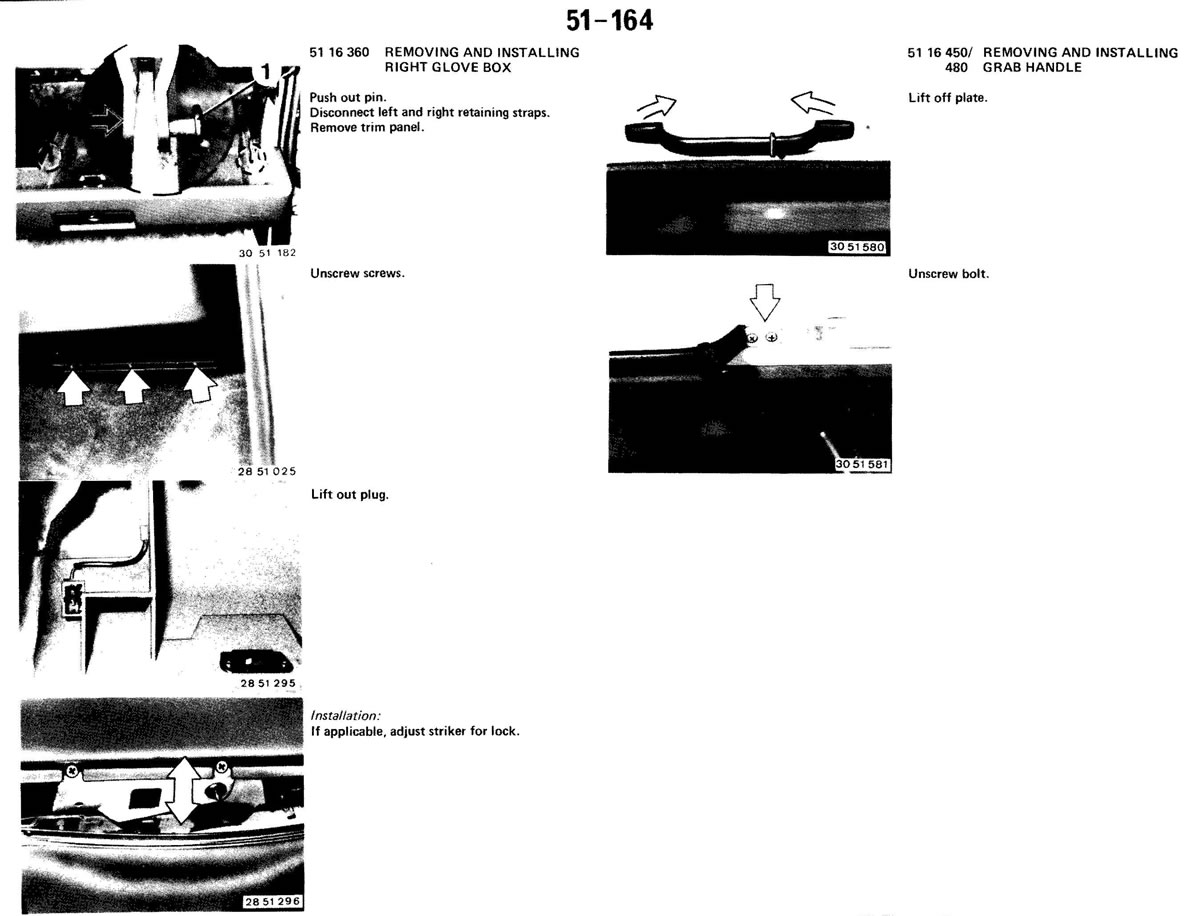 51-164
51 16 360 REMOVING AND INSTALLING
RIGHT GLOVE BOX
1
Push out pin.
Disconnect left and right retaining straps.
Remove trim panel.
30 51 182
Unscrew screws.
28 51 025
Lift out plug.
28 51 295
Installation:
If applicable, adjust striker for lock.
28 51 296
51 16 450/ REMOVING AND INSTALLING
480 GRAB HANDLE
Lift off plate.
30 51 580
Unscrew bolt.
30 51 581